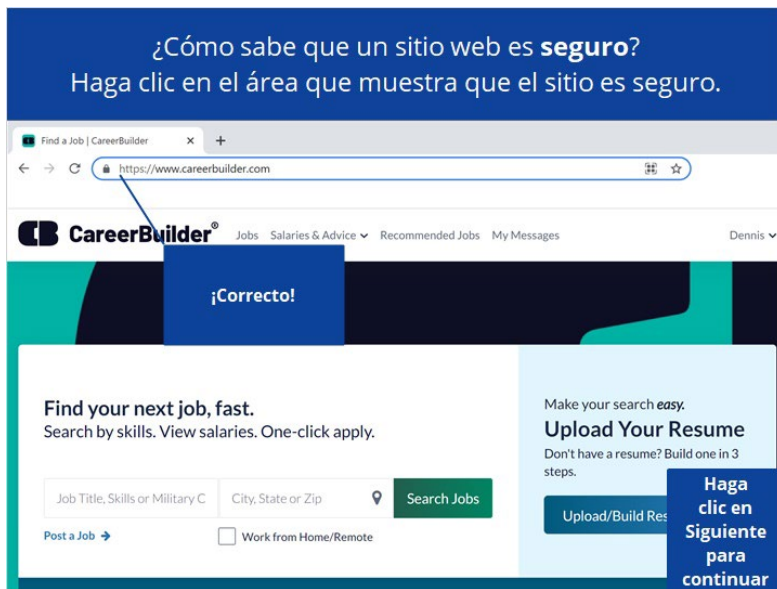 ¿Cómo sabe que un sitio web es seguro?
Haga clic en el área que muestra que el sitio es seguro.
Find a Job | CareerBuilder
https://www.careerbuilder.com
CareerBuilder®
Jobs Salaries & Advice Recommended Jobs My Messages Dennis
¡Correcto!
Find your next job, fast.
Search by skills. View salaries. One-click apply.
Job Title, Skills or Military C City, State or Zip Search Jobs
Post a Job Work from Home/Remote
Make your search easy.
Upload Your Resume
Don't have a resume? Build one in 3
steps.
Upload/Build Res
Haga
clic en
Siguiente
para
continuar